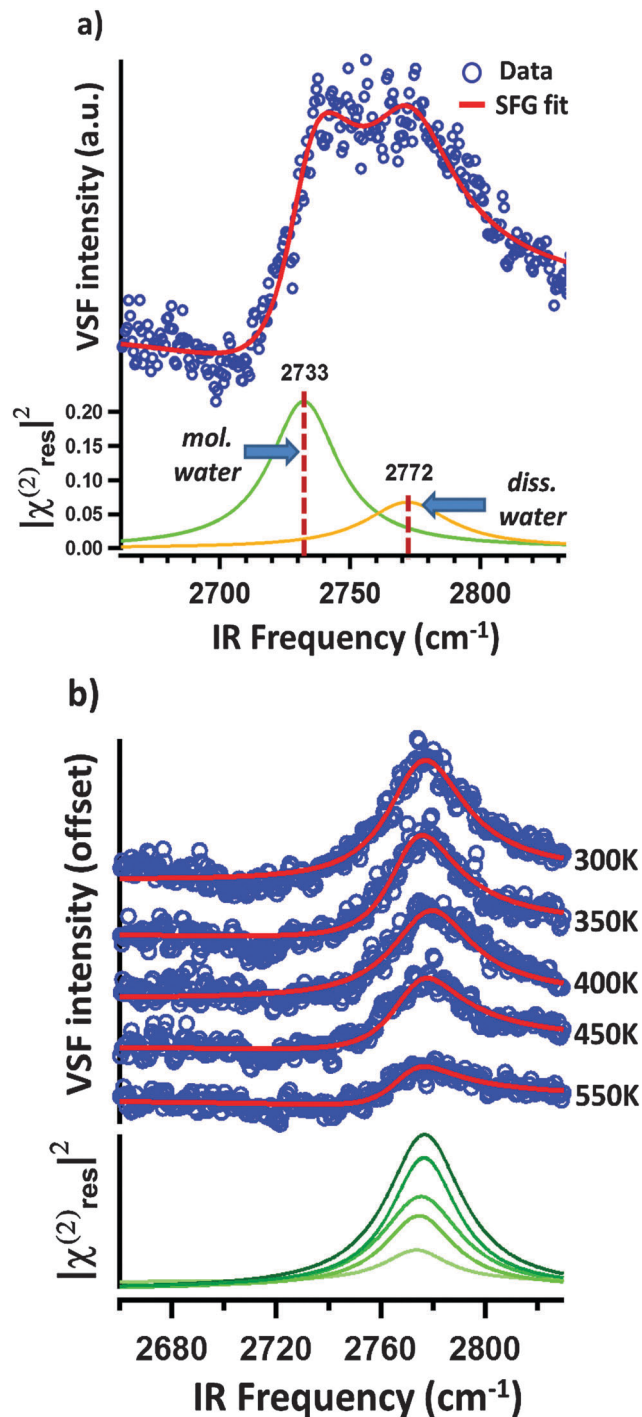 a)
Data
SFG fit
VSF intensity (a.u.)
2733
2772
0.20
0.15
0.10
0.05
0.00
|χ(2)res|2
mol.
water
diss.
water
2700
2750
2800
IR Frequency (cm-1)
b)
VSF intensity (offset)
300K
350K
400K
450K
550K
|χ(2)res|2
2680
2720
2760
2800
IR Frequency (cm-1)